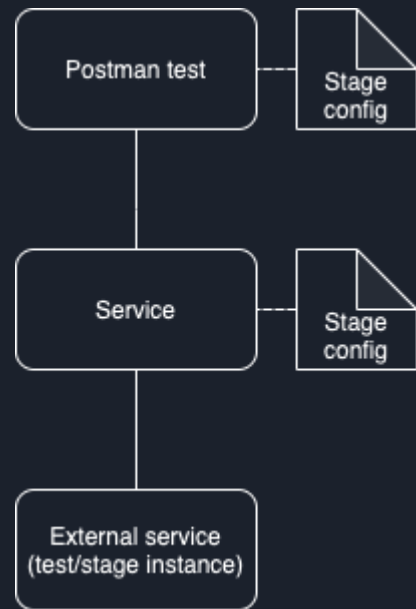 Postman test
Stage
config
Service
Stage
config
External service
(test/stage instance)